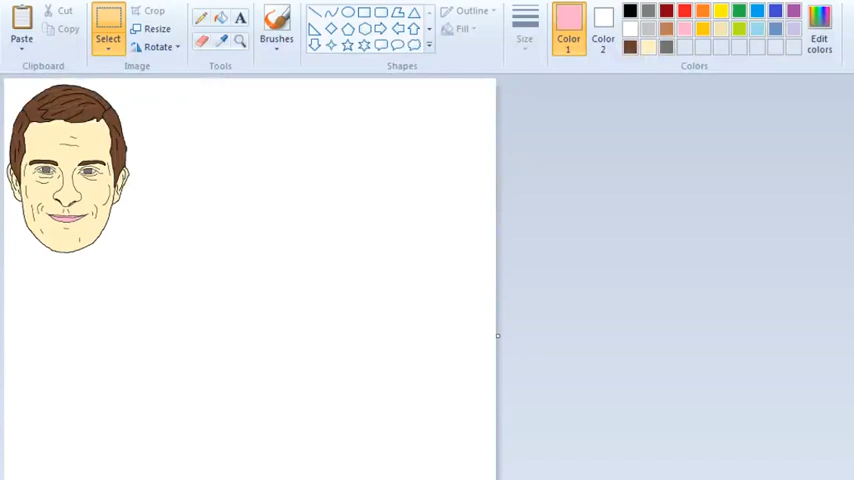 Paste
Cut
Copy
Clipboard
Select
Crop
Resize
Rotate
Image
A
Tools
Brushes
Shapes
Outline
Fill
Size
Color
1
Color
2
Edit
colors
Colors